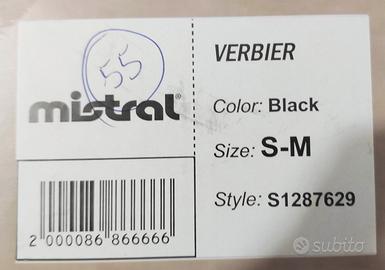 55
mistral®
VERBIER
Color: Black
Size: S-M
Style: S1287629
2 000086 866666
subito